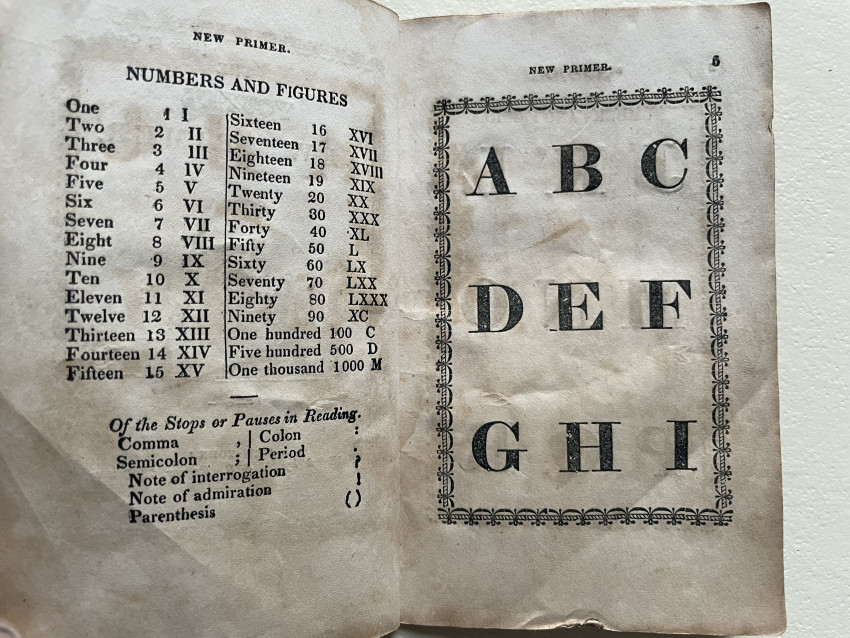 NEW PRIMER.
NUMBERS AND FIGURES
One 1 I
Two 2 II
Three 3 III
Four 4 IV
Five 5 V
Six 6 VI
Seven 7 VII
Eight 8 VIII
Nine 9 IX
Ten 10 X
Eleven 11 XI
Twelve 12 XII
Thirteen 13 XIII
Fourteen 14 XIV
Fifteen 15 XV
Sixteen 16 XVI
Seventeen 17 XVII
Eighteen 18 XVIII
Nineteen 19 XIX
Twenty 20 XX
Thirty 30 XXX
Forty 40 XL
Fifty 50 L
Sixty 60 LX
Seventy 70 LXX
Eighty 80 LXXX
Ninety 90 XC
One hundred 100 C
Five hundred 500 D
One thousand 1000 M
Of the Stops or Pauses in Reading.
Comma , Colon :
Semicolon ; Period .
Note of interrogation ?
Note of admiration !
Parenthesis ()
NEW PRIMER. 5
A B C
D E F
G H I